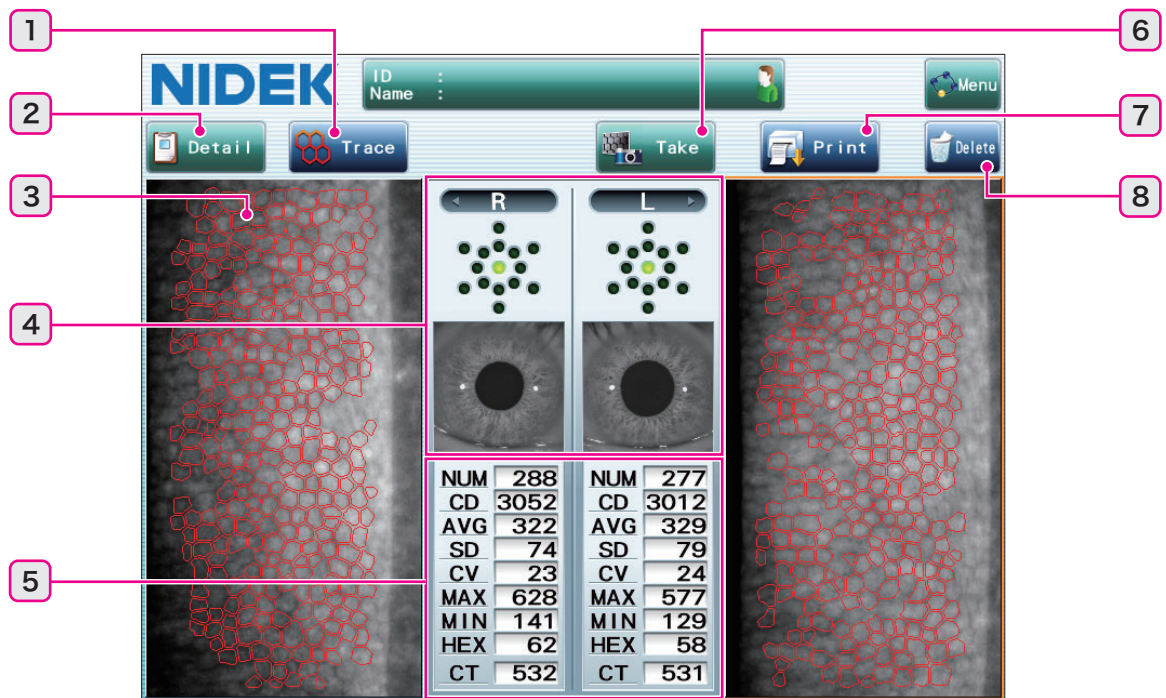 1
6
NIDEK
ID :
Name :
Menu
2
7
Detail
Trace
Take
Print
Delete
3
8
R
L
4
NUM 288 NUM 277
CD 3052 CD 3012
AVG 322 AVG 329
SD 74 SD 79
5
CV 23 CV 24
MAX 628 MAX 577
MIN 141 MIN 129
HEX 62 HEX 58
CT 532 CT 531